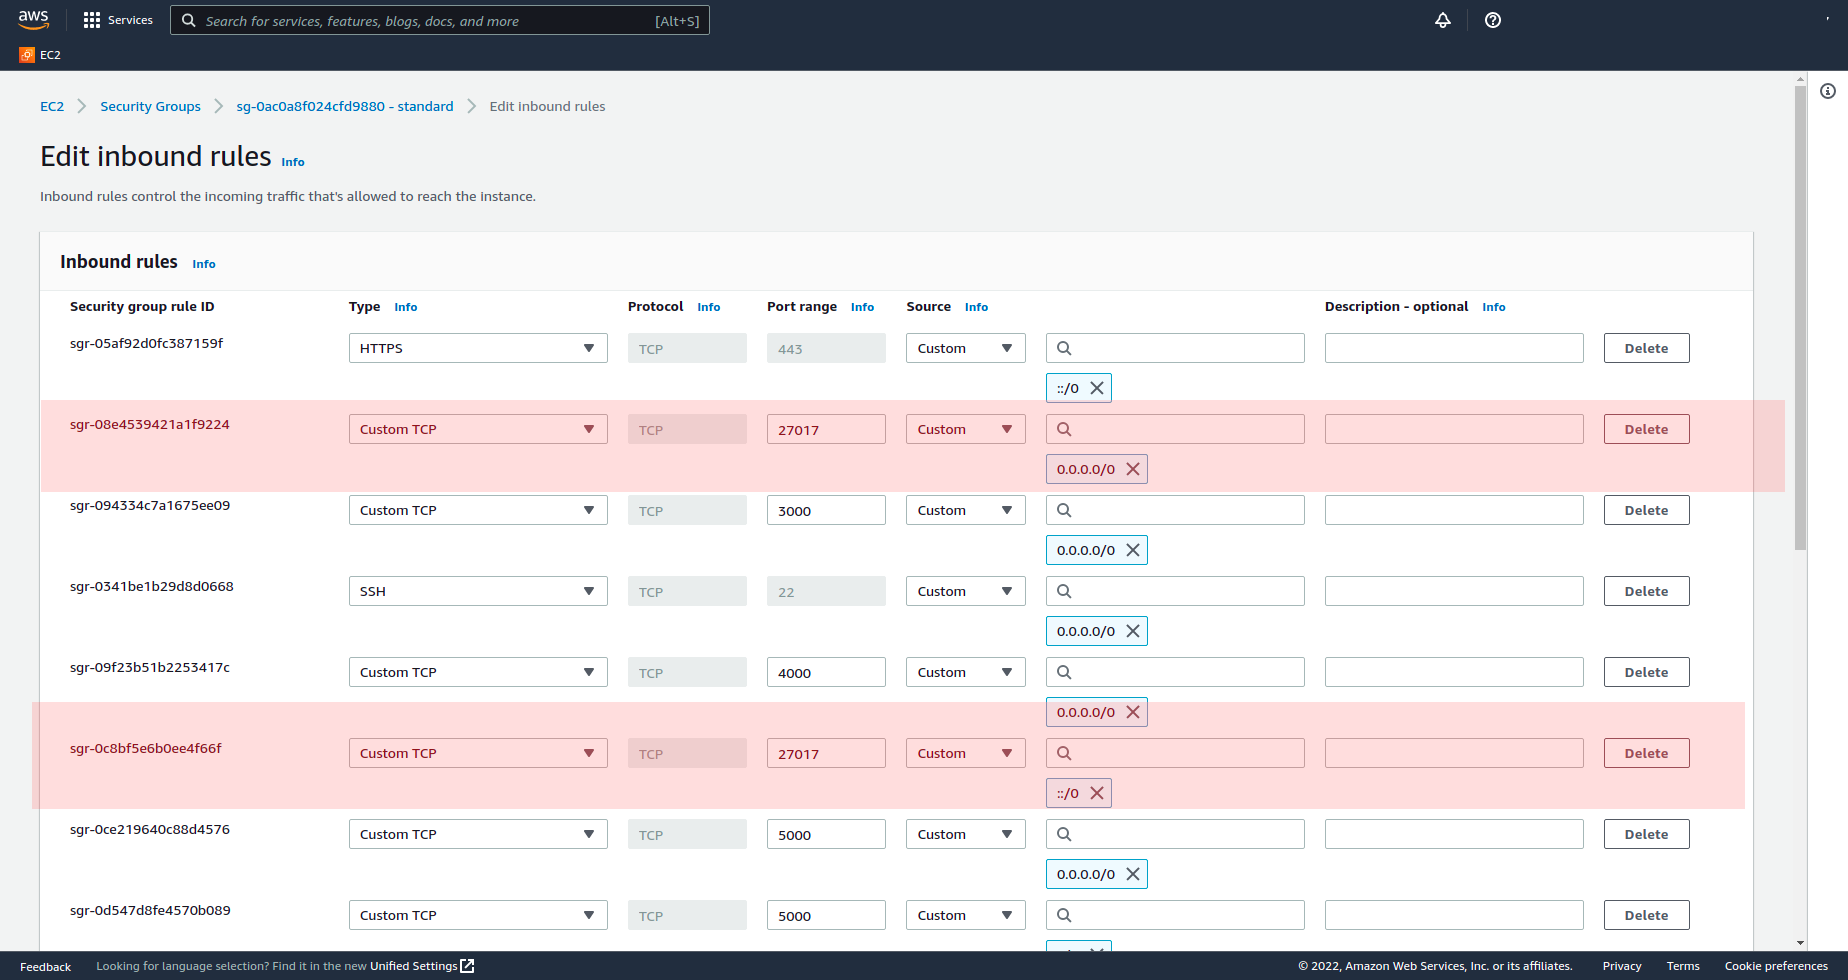 aws Services Search for services, features, blogs, docs, and more [Alt+S]
EC2
EC2 Security Groups sg-0ac0a8f024cfd9880 - standard Edit inbound rules
Edit inbound rules Info
Inbound rules control the incoming traffic that's allowed to reach the instance.
Inbound rules Info
Security group rule ID Type Info Protocol Info Port range Info Source Info Description - optional Info
sgr-05af92d0fc387159f HTTPS TCP 443 Custom Delete
::/0
sgr-08e4539421a1f9224 Custom TCP TCP 27017 Custom Delete
0.0.0.0/0
sgr-094334c7a1675ee09 Custom TCP TCP 3000 Custom Delete
0.0.0.0/0
sgr-0341be1b29d8d0668 SSH TCP 22 Custom Delete
0.0.0.0/0
sgr-09f23b51b2253417c Custom TCP TCP 4000 Custom Delete
0.0.0.0/0
sgr-0c8bf5e6b0ee4f66f Custom TCP TCP 27017 Custom Delete
::/0
sgr-0ce219640c88d4576 Custom TCP TCP 5000 Custom Delete
0.0.0.0/0
sgr-0d547d8fe4570b089 Custom TCP TCP 5000 Custom Delete
Feedback Looking for language selection? Find it in the new Unified Settings © 2022, Amazon Web Services, Inc. or its affiliates. Privacy Terms Cookie preferences